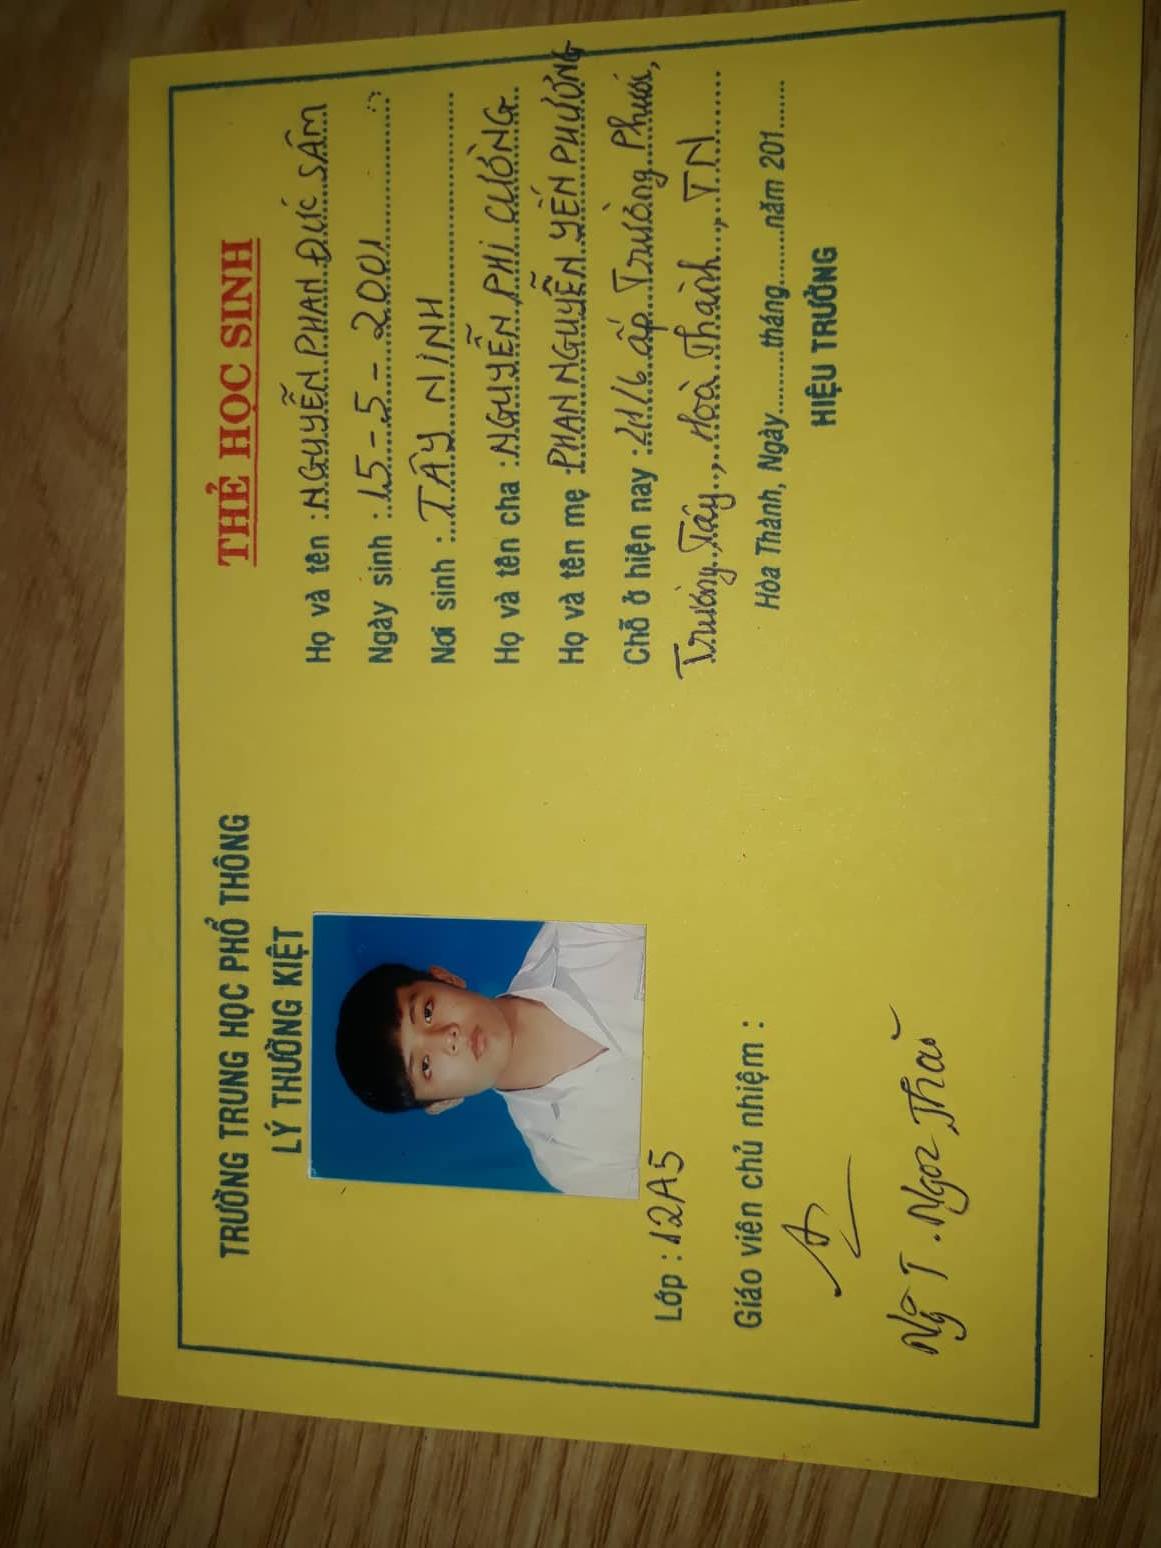 TRƯỜNG TRUNG HỌC PHỔ THÔNG
LÝ THƯỜNG KIỆT
Lớp : 12A5
Giáo viên chủ nhiệm :
Ng T. Ngọc Thảo
THẺ HỌC SINH
Họ và tên : NGUYỄN PHAN ĐỨC SÂM
Ngày sinh : 15-5-2001
Nơi sinh : TÂY NINH
Họ và tên cha : NGUYỄN PHI CƯỜNG
Họ và tên mẹ : PHAN NGUYỄN YẾN PHƯƠNG
Chỗ ở hiện nay : 21/6 ấp Trường Phước,
Trường Tây, Hoà Thành, TN
Hòa Thành, Ngày.......tháng.......năm 201......
HIỆU TRƯỞNG